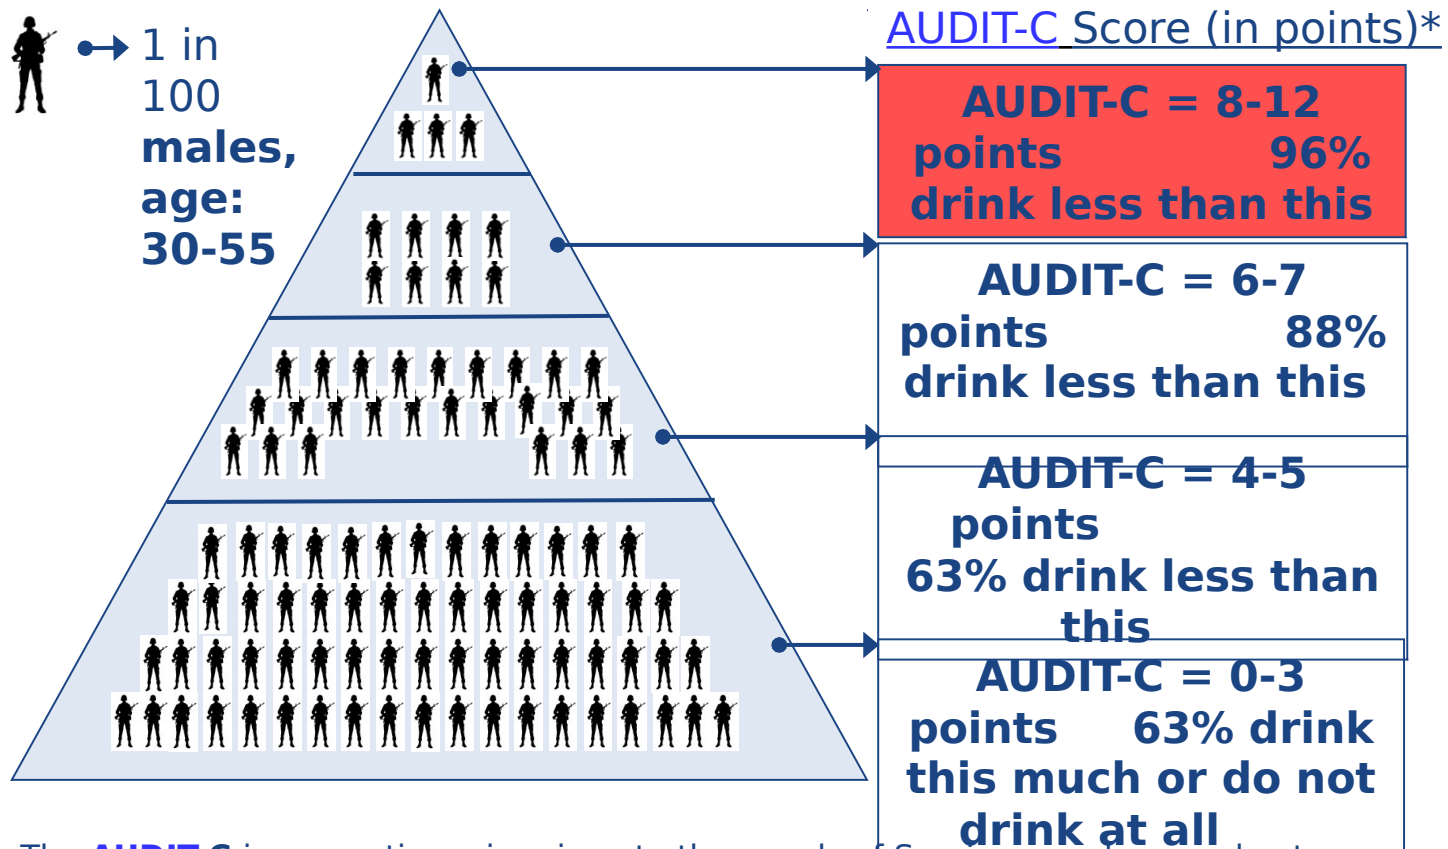 1 in
100
males,
age:
30-55
AUDIT-C Score (in points)*
AUDIT-C = 8-12
points 96%
drink less than this
AUDIT-C = 6-7
points 88%
drink less than this
AUDIT-C = 4-5
points
63% drink less than
this
AUDIT-C = 0-3
points 63% drink
this much or do not
drink at all
The AUDIT-C